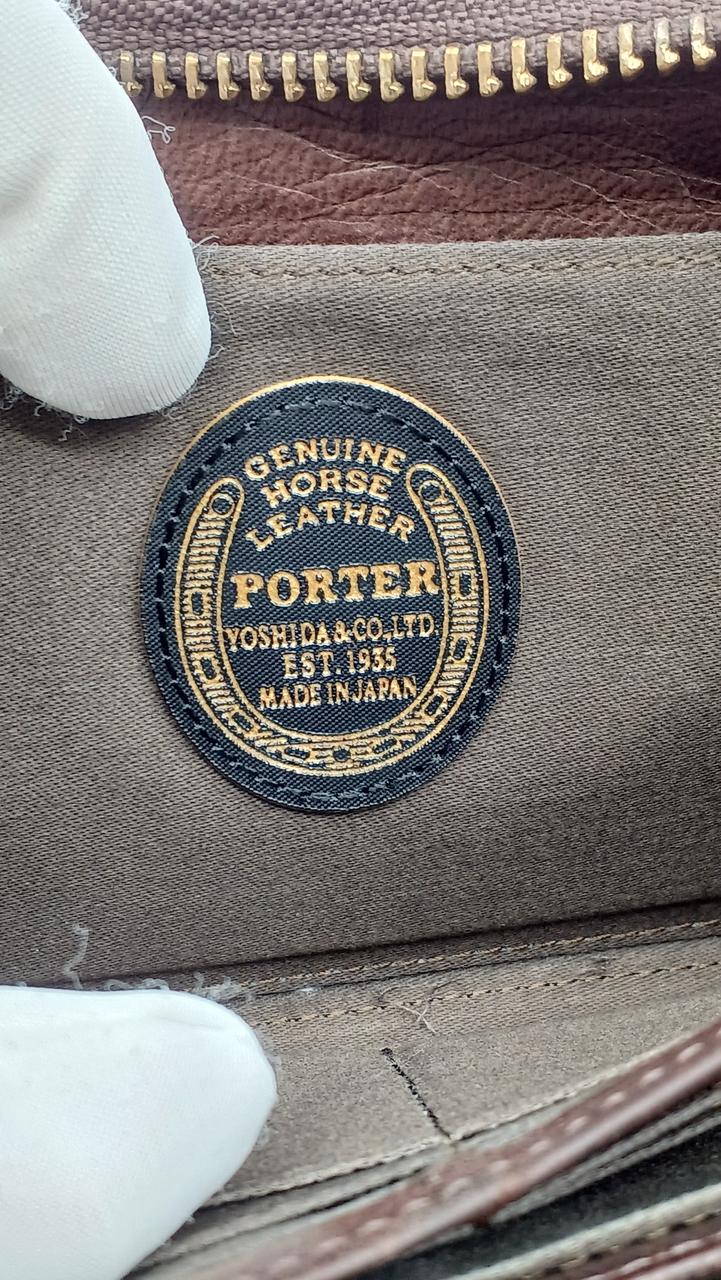 GENUINE
HORSE
LEATHER
PORTER
YOSHIDA & CO., LTD.
EST. 1935
MADE IN JAPAN